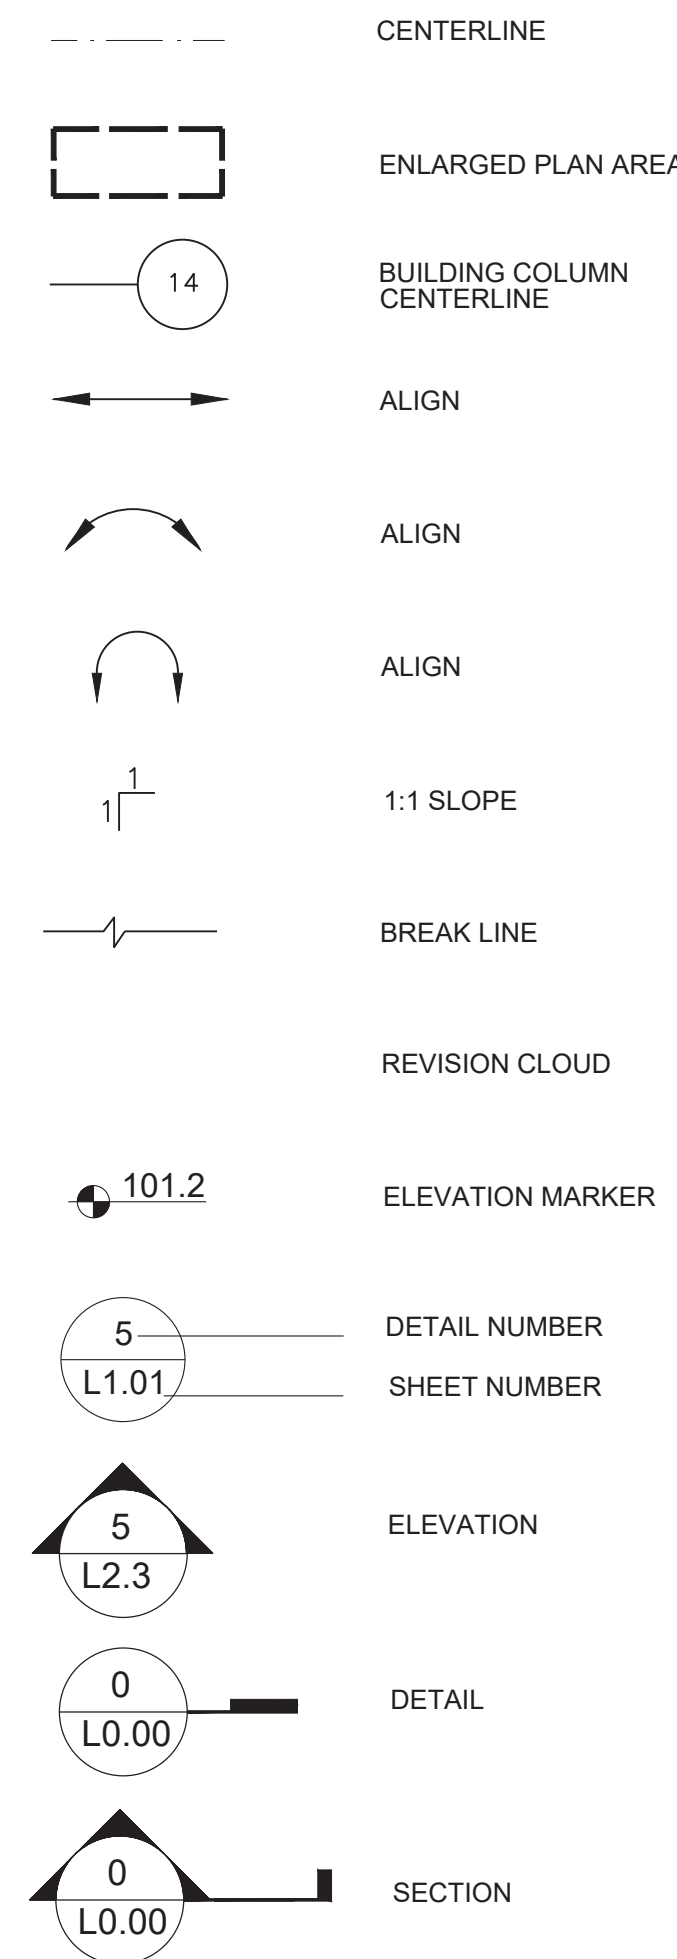 CENTERLINE
ENLARGED PLAN AREA
14
BUILDING COLUMN
CENTERLINE
ALIGN
ALIGN
ALIGN
1
1
1:1 SLOPE
BREAK LINE
REVISION CLOUD
101.2
ELEVATION MARKER
5
DETAIL NUMBER
L1.01
SHEET NUMBER
5
L2.3
ELEVATION
0
L0.00
DETAIL
0
L0.00
SECTION